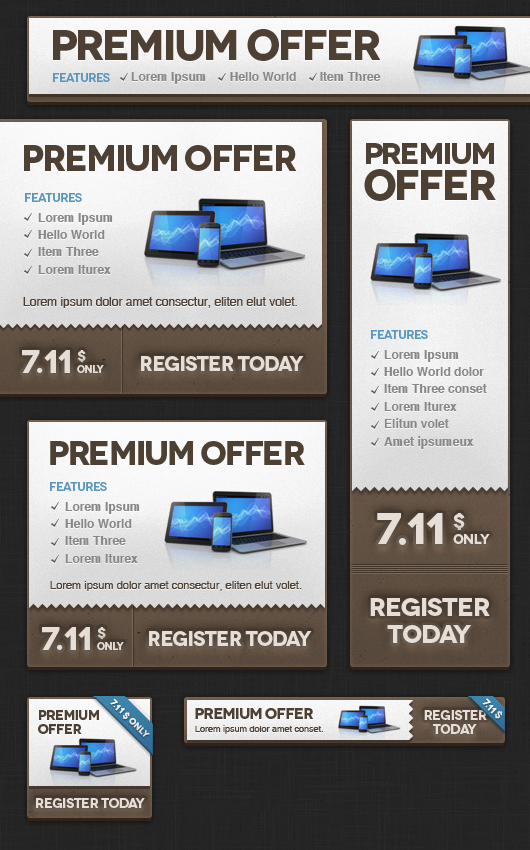 PREMIUM OFFER
FEATURES ✓ Lorem Ipsum ✓ Hello World ✓ Item Three
PREMIUM OFFER
FEATURES
✓ Lorem Ipsum
✓ Hello World
✓ Item Three
✓ Lorem Iturex
Lorem ipsum dolor amet consectur, eliten elut volet.
7.11 $ ONLY
REGISTER TODAY
PREMIUM
OFFER
FEATURES
✓ Lorem Ipsum
✓ Hello World dolor
✓ Item Three conset
✓ Lorem Iturex
✓ Elitun volet
✓ Amet ipsumeux
7.11 $ ONLY
REGISTER
TODAY
PREMIUM OFFER
FEATURES
✓ Lorem Ipsum
✓ Hello World
✓ Item Three
✓ Lorem Iturex
Lorem ipsum dolor amet consectur, eliten elut volet.
7.11 $ ONLY
REGISTER TODAY
7.11 $ ONLY
PREMIUM
OFFER
REGISTER TODAY
PREMIUM OFFER
Lorem ipsum dolor amet conset.
REGISTER
TODAY
7.11 $